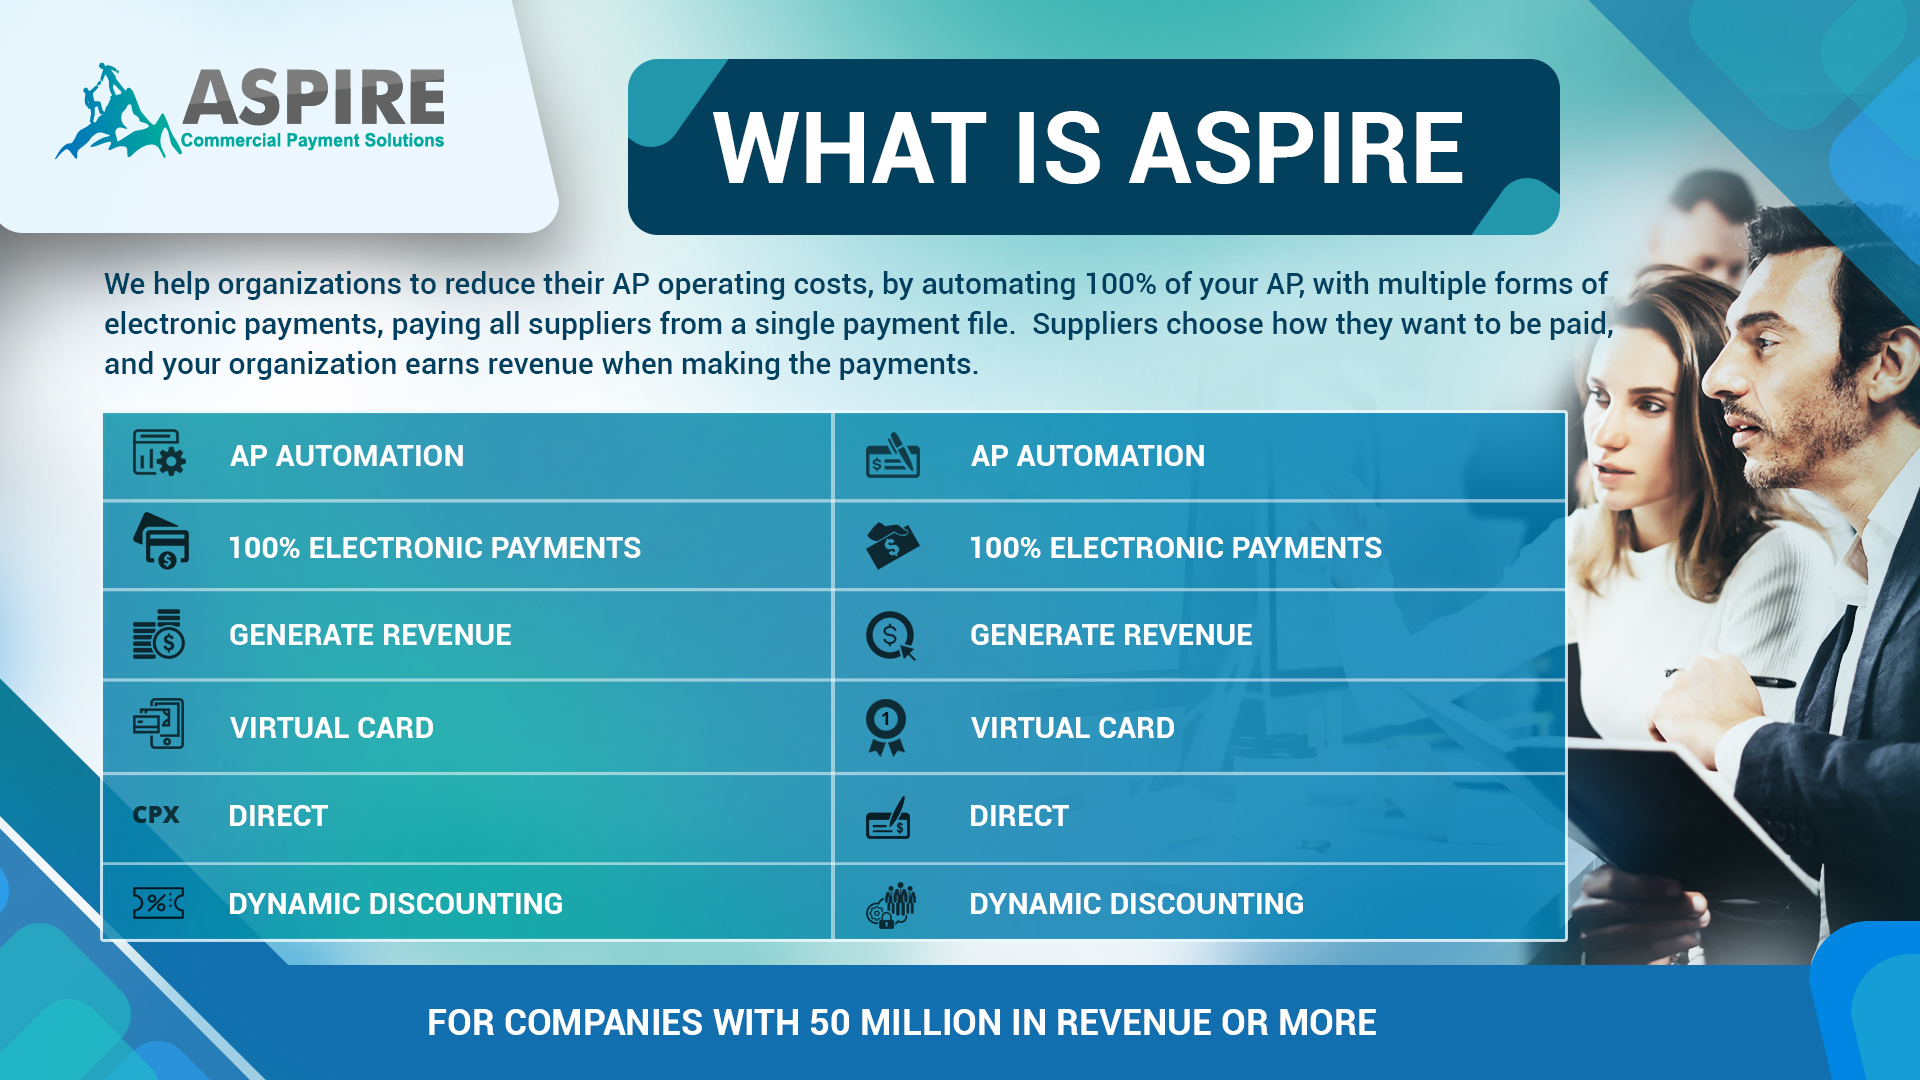 ASPIRE
Commercial Payment Solutions
WHAT IS ASPIRE
We help organizations to reduce their AP operating costs, by automating 100% of your AP, with multiple forms of
electronic payments, paying all suppliers from a single payment file.  Suppliers choose how they want to be paid,
and your organization earns revenue when making the payments.
AP AUTOMATION
$
AP AUTOMATION
$
100% ELECTRONIC PAYMENTS
$
100% ELECTRONIC PAYMENTS
$
GENERATE REVENUE
$
GENERATE REVENUE
VIRTUAL CARD
1
VIRTUAL CARD
CPX
DIRECT
$
DIRECT
%
DYNAMIC DISCOUNTING
DYNAMIC DISCOUNTING
FOR COMPANIES WITH 50 MILLION IN REVENUE OR MORE